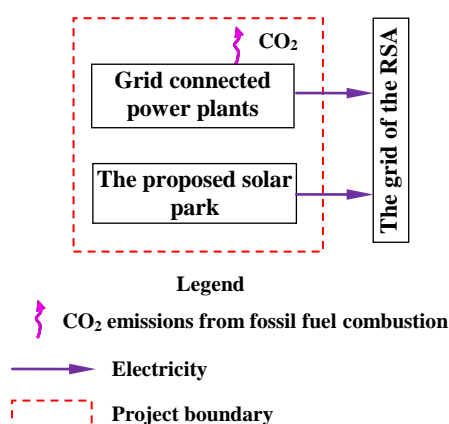 CO₂
Grid connected
power plants
The proposed solar
park
The grid of the RSA
Legend
CO₂ emissions from fossil fuel combustion
Electricity
Project boundary